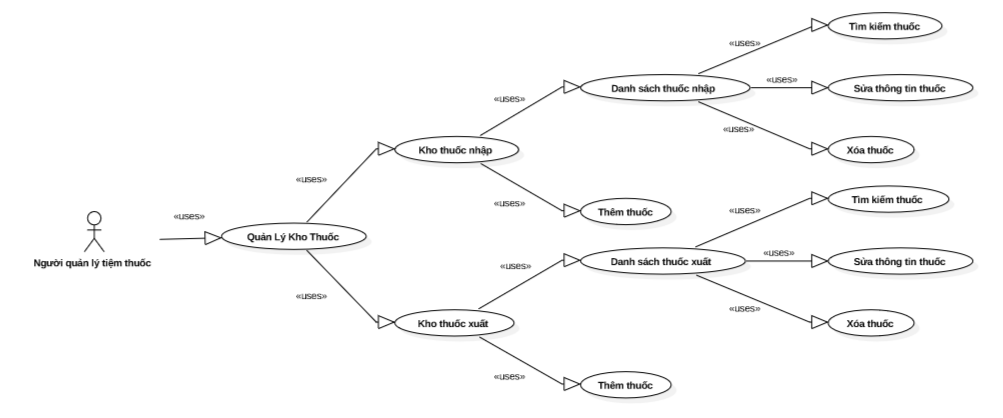 Tìm kiếm thuốc
«uses»
«uses»
Danh sách thuốc nhập
Sửa thông tin thuốc
«uses»
«uses»
Kho thuốc nhập
Xóa thuốc
«uses»
«uses»
Thêm thuốc
Tìm kiếm thuốc
«uses»
«uses»
Quản Lý Kho Thuốc
Người quản lý tiệm thuốc
«uses»
Danh sách thuốc xuất
Sửa thông tin thuốc
«uses»
«uses»
«uses»
Kho thuốc xuất
Xóa thuốc
«uses»
Thêm thuốc